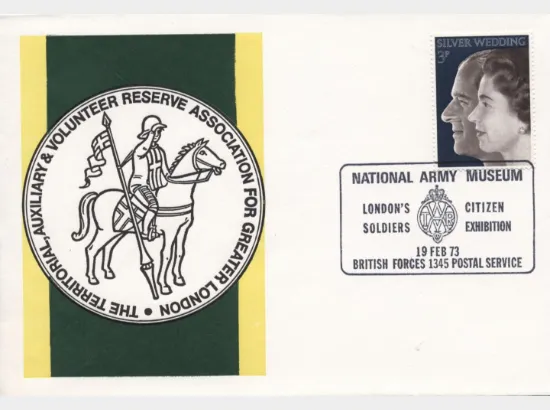 THE TERRITORIAL, AUXILIARY & VOLUNTEER RESERVE ASSOCIATION FOR GREATER LONDON •
SILVER WEDDING
3P
NATIONAL ARMY MUSEUM
LONDON'S CITIZEN
SOLDIERS EXHIBITION
19 FEB 73
BRITISH FORCES 1345 POSTAL SERVICE